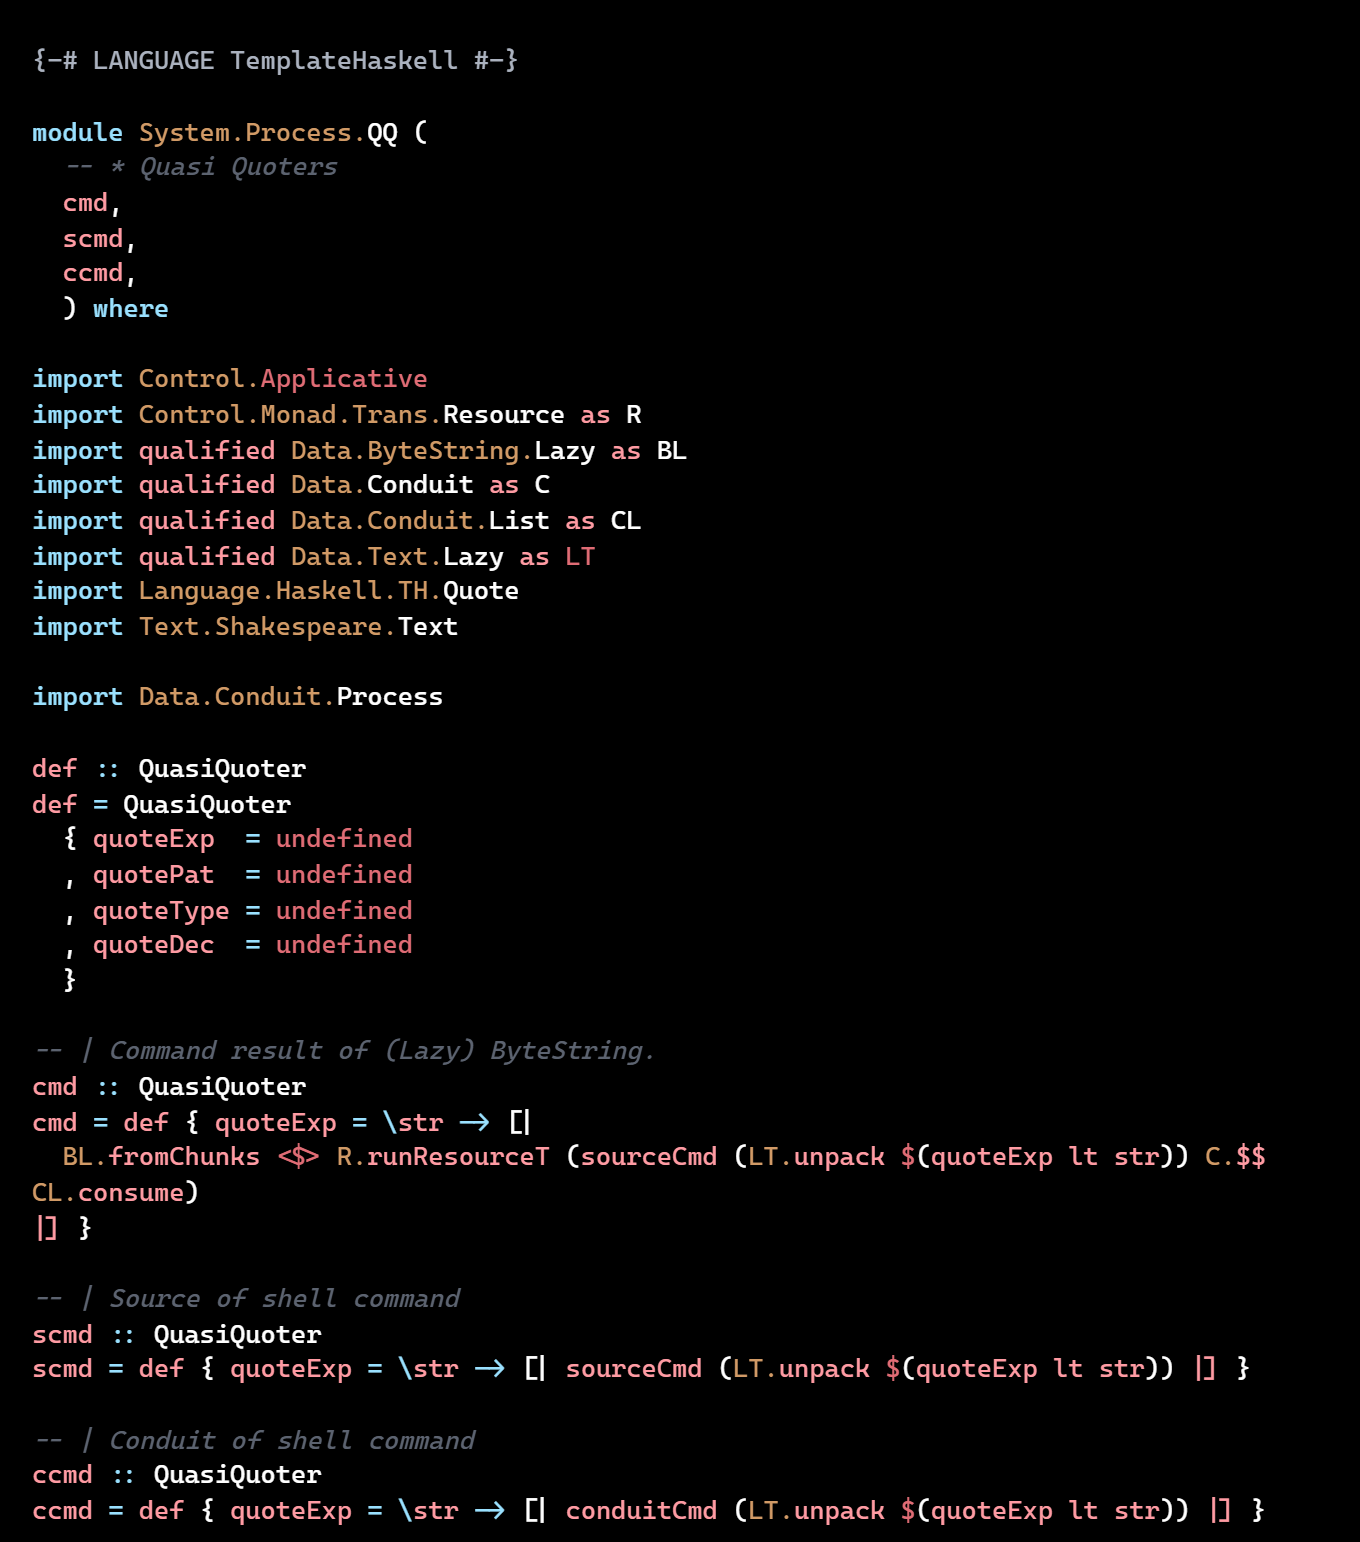 {-# LANGUAGE TemplateHaskell #-}

module System.Process.QQ (
  -- * Quasi Quoters
  cmd,
  scmd,
  ccmd,
  ) where

import Control.Applicative
import Control.Monad.Trans.Resource as R
import qualified Data.ByteString.Lazy as BL
import qualified Data.Conduit as C
import qualified Data.Conduit.List as CL
import qualified Data.Text.Lazy as LT
import Language.Haskell.TH.Quote
import Text.Shakespeare.Text

import Data.Conduit.Process

def :: QuasiQuoter
def = QuasiQuoter
  { quoteExp  = undefined
  , quotePat  = undefined
  , quoteType = undefined
  , quoteDec  = undefined
  }

-- | Command result of (Lazy) ByteString.
cmd :: QuasiQuoter
cmd = def { quoteExp = \str -> [|
  BL.fromChunks <$> R.runResourceT (sourceCmd (LT.unpack $(quoteExp lt str)) C.$$
CL.consume)
|] }

-- | Source of shell command
scmd :: QuasiQuoter
scmd = def { quoteExp = \str -> [| sourceCmd (LT.unpack $(quoteExp lt str)) |] }

-- | Conduit of shell command
ccmd :: QuasiQuoter
ccmd = def { quoteExp = \str -> [| conduitCmd (LT.unpack $(quoteExp lt str)) |] }